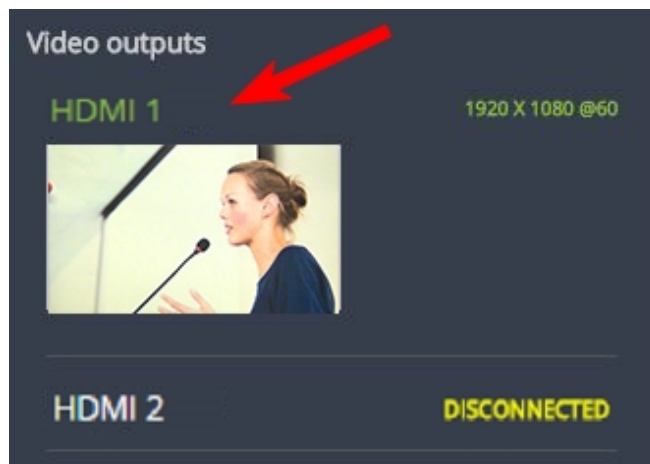 Video outputs
HDMI 1
1920 X 1080 @60
HDMI 2
DISCONNECTED